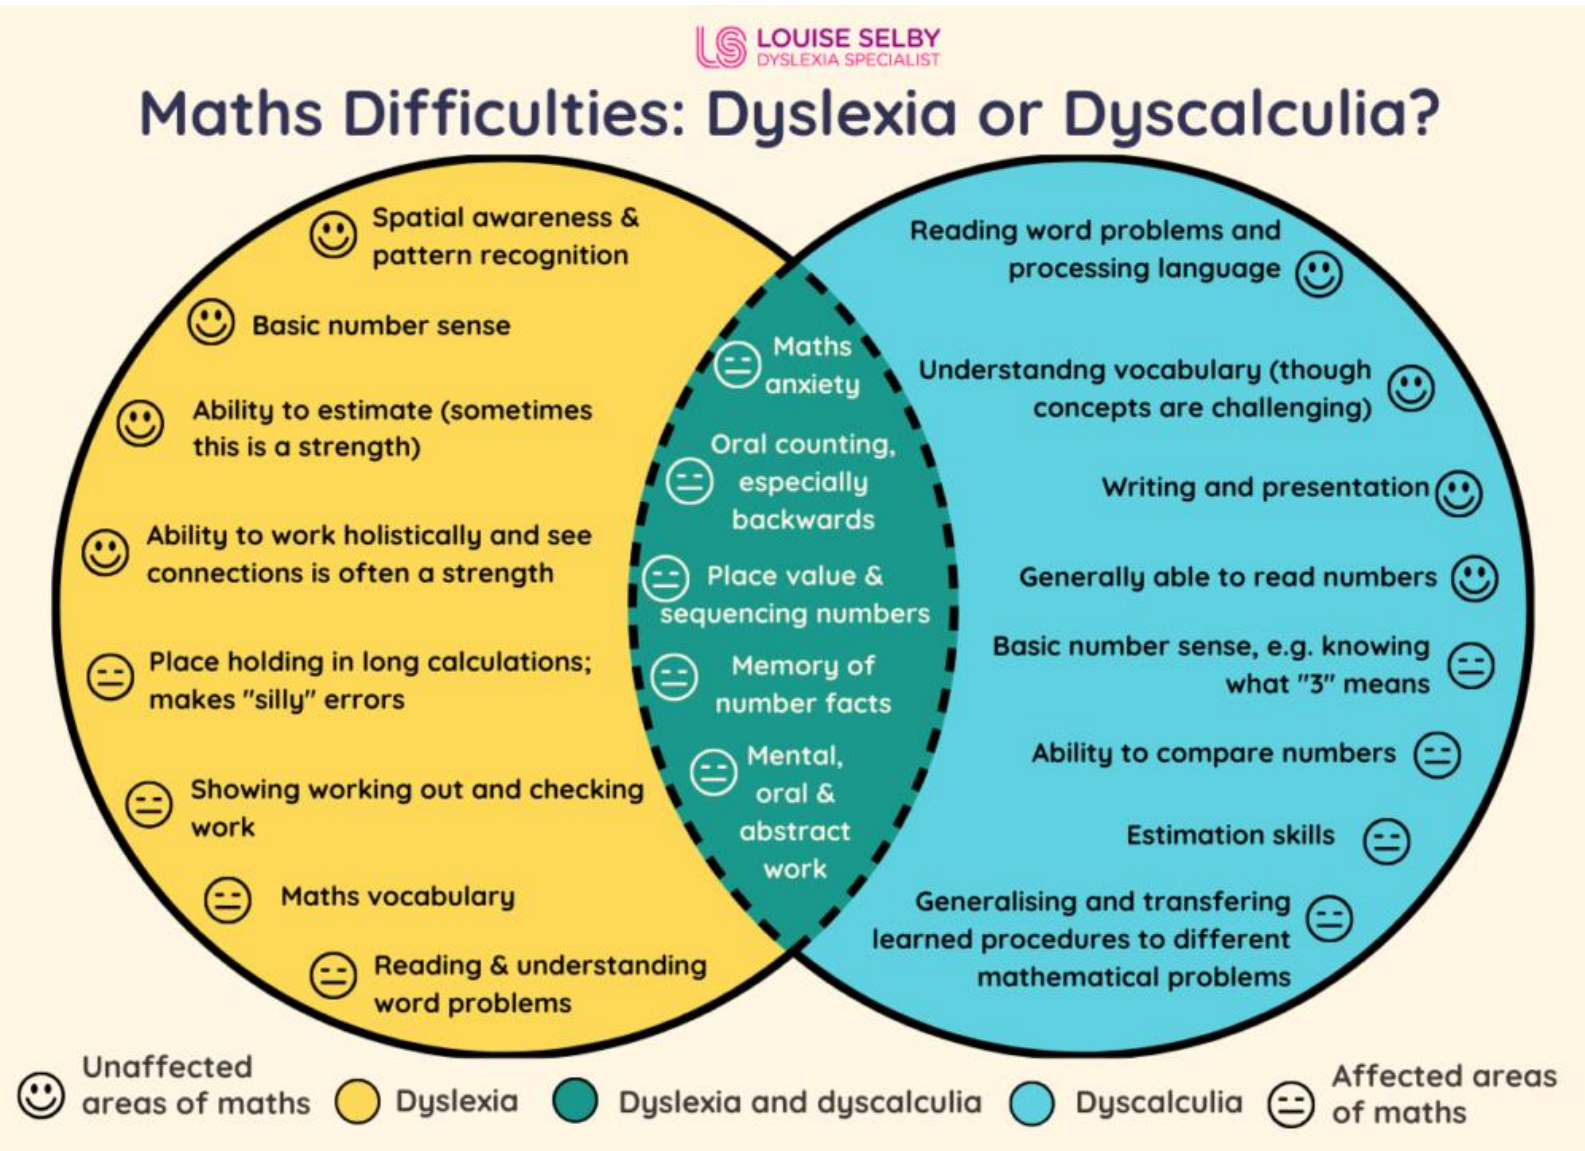 LOUISE SELBY
DYSLEXIA SPECIALIST
Maths Difficulties: Dyslexia or Dyscalculia?
Spatial awareness &
pattern recognition
Basic number sense
Ability to estimate (sometimes
this is a strength)
Ability to work holistically and see
connections is often a strength
Place holding in long calculations;
makes "silly" errors
Showing working out and checking
work
Maths vocabulary
Reading & understanding
word problems
Maths
anxiety
Oral counting,
especially
backwards
Place value &
sequencing numbers
Memory of
number facts
Mental,
oral &
abstract
work
Reading word problems and
processing language
Understandng vocabulary (though
concepts are challenging)
Writing and presentation
Generally able to read numbers
Basic number sense, e.g. knowing
what "3" means
Ability to compare numbers
Estimation skills
Generalising and transfering
learned procedures to different
mathematical problems
Unaffected
areas of maths
Dyslexia
Dyslexia and dyscalculia
Dyscalculia
Affected areas
of maths